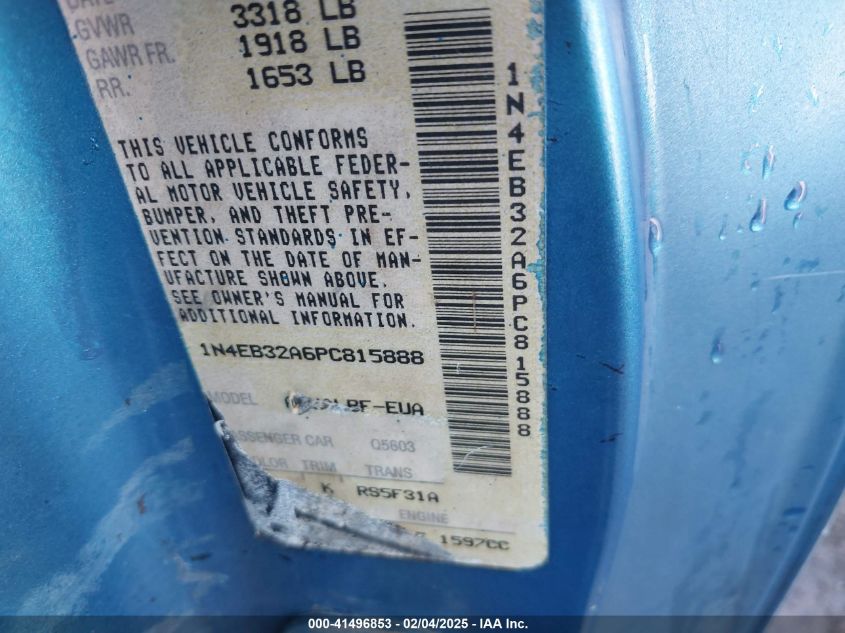 GVWR 3318 LB
GAWR FR. 1918 LB
RR. 1653 LB
THIS VEHICLE CONFORMS
TO ALL APPLICABLE FEDER-
AL MOTOR VEHICLE SAFETY,
BUMPER, AND THEFT PRE-
VENTION STANDARDS IN EF-
FECT ON THE DATE OF MAN-
UFACTURE SHOWN ABOVE.
SEE OWNER'S MANUAL FOR
ADDITIONAL INFORMATION.
1N4EB32A6PC815888
MODEL BF-EUA
PASSENGER CAR Q5603
COLOR TRIM TRANS
K RS5F31A
ENGINE
1597CC
1N4EB32A6PC815888
000-41496853 - 02/04/2025 - IAA Inc.